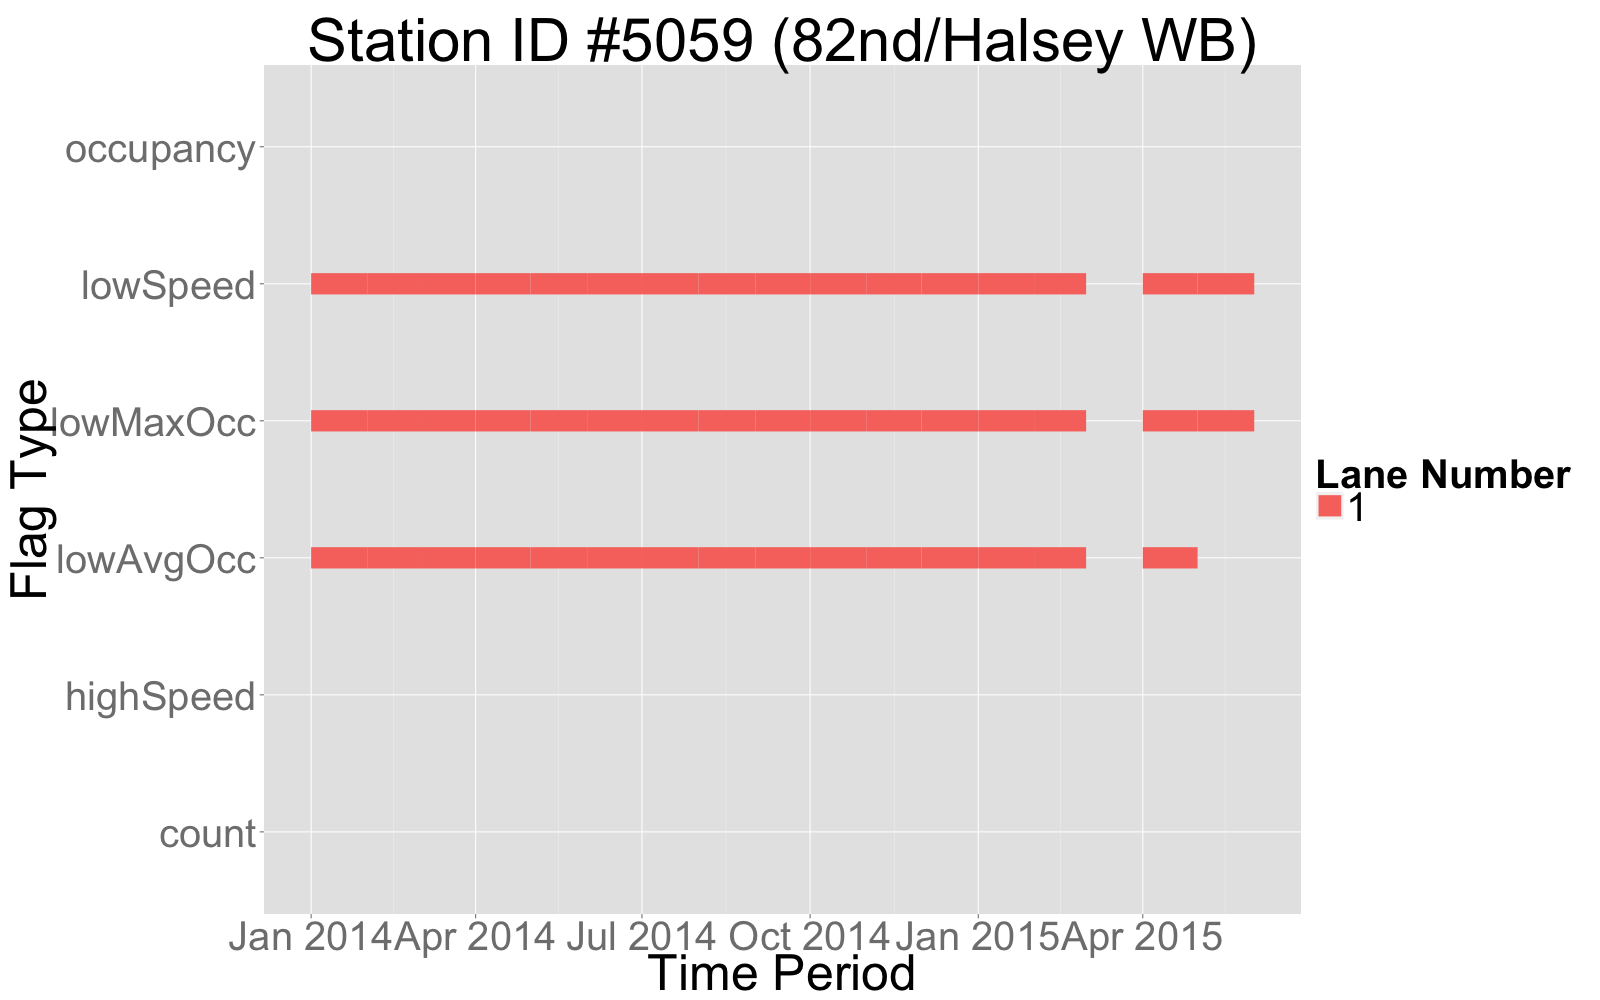 Station ID #5059 (82nd/Halsey WB)
occupancy
lowSpeed
lowMaxOcc
lowAvgOcc
highSpeed
count
Flag Type
Jan 2014 Apr 2014 Jul 2014 Oct 2014 Jan 2015 Apr 2015
Time Period
Lane Number
1